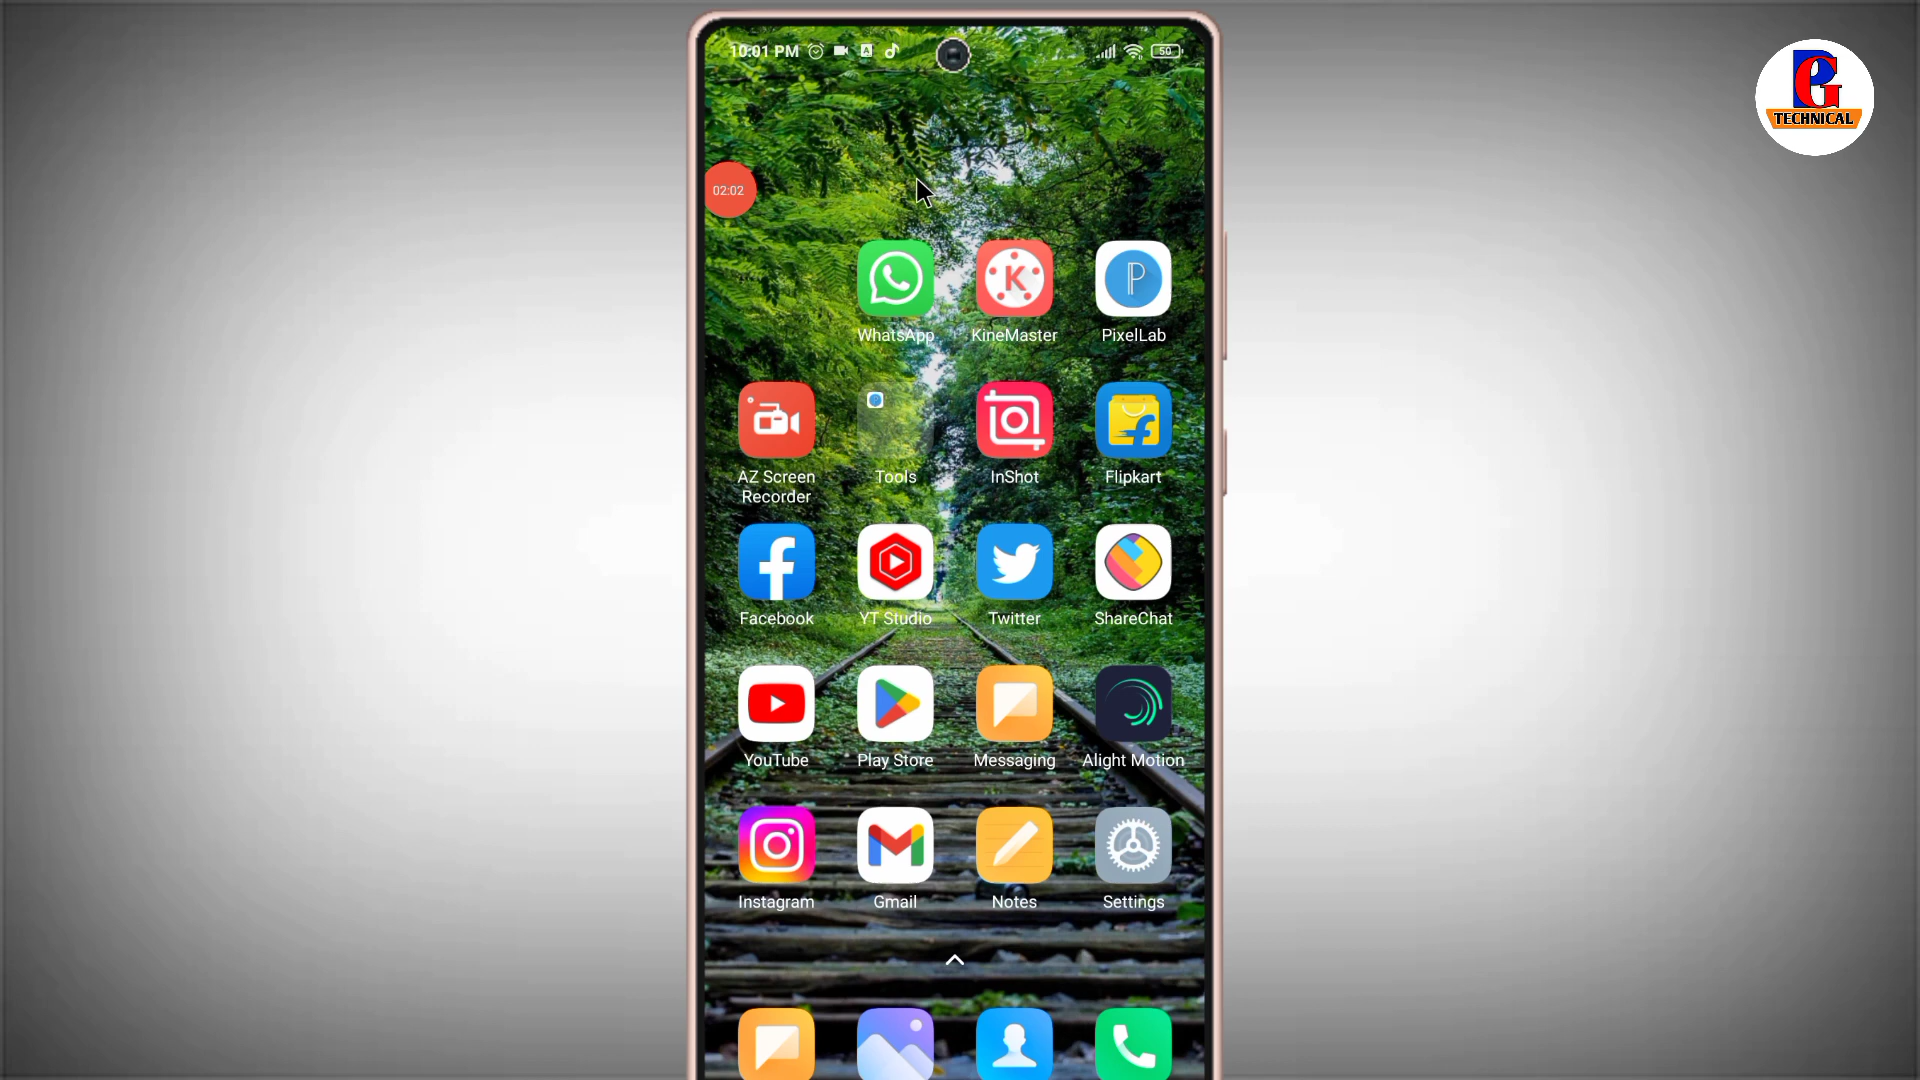 10:01 PM
50
PG
TECHNICAL
02:02
WhatsApp
KineMaster
PixelLab
AZ Screen
Recorder
Tools
InShot
Flipkart
Facebook
YT Studio
Twitter
ShareChat
YouTube
Play Store
Messaging
Alight Motion
Instagram
Gmail
Notes
Settings